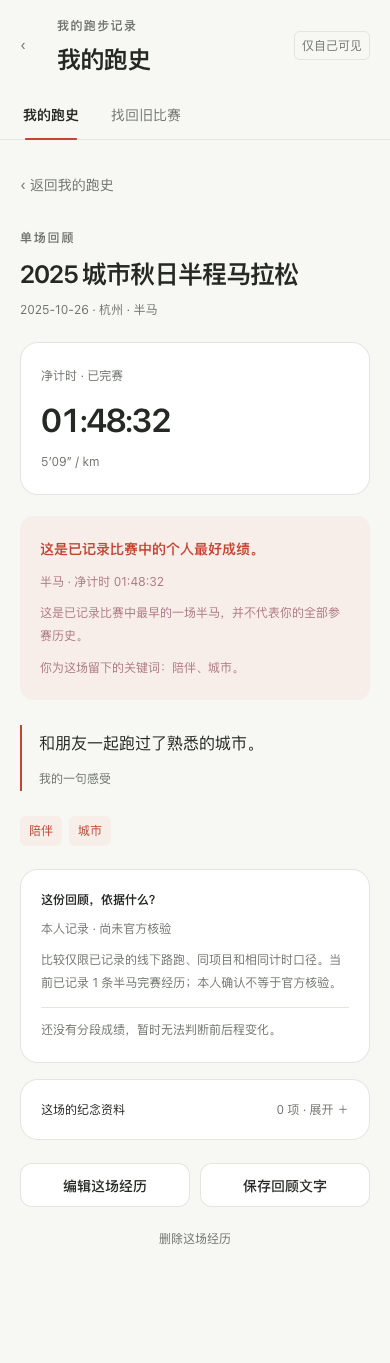 我的跑步记录
‹ 我的跑史 仅自己可见
我的跑史 找回旧比赛
‹ 返回我的跑史
单场回顾
2025 城市秋日半程马拉松
2025-10-26 · 杭州 · 半马
净计时 · 已完赛
01:48:32
5′09″ / km
这是已记录比赛中的个人最好成绩。
半马 · 净计时 01:48:32
这是已记录比赛中最早的一场半马，并不代表你的全部参
赛历史。
你为这场留下的关键词：陪伴、城市。
和朋友一起跑过了熟悉的城市。
我的一句感受
陪伴 城市
这份回顾，依据什么？
本人记录 · 尚未官方核验
比较仅限已记录的线下路跑、同项目和相同计时口径。当
前已记录 1 条半马完赛经历；本人确认不等于官方核验。
还没有分段成绩，暂时无法判断前后程变化。
这场的纪念资料 0 项 · 展开 ＋
编辑这场经历 保存回顾文字
删除这场经历